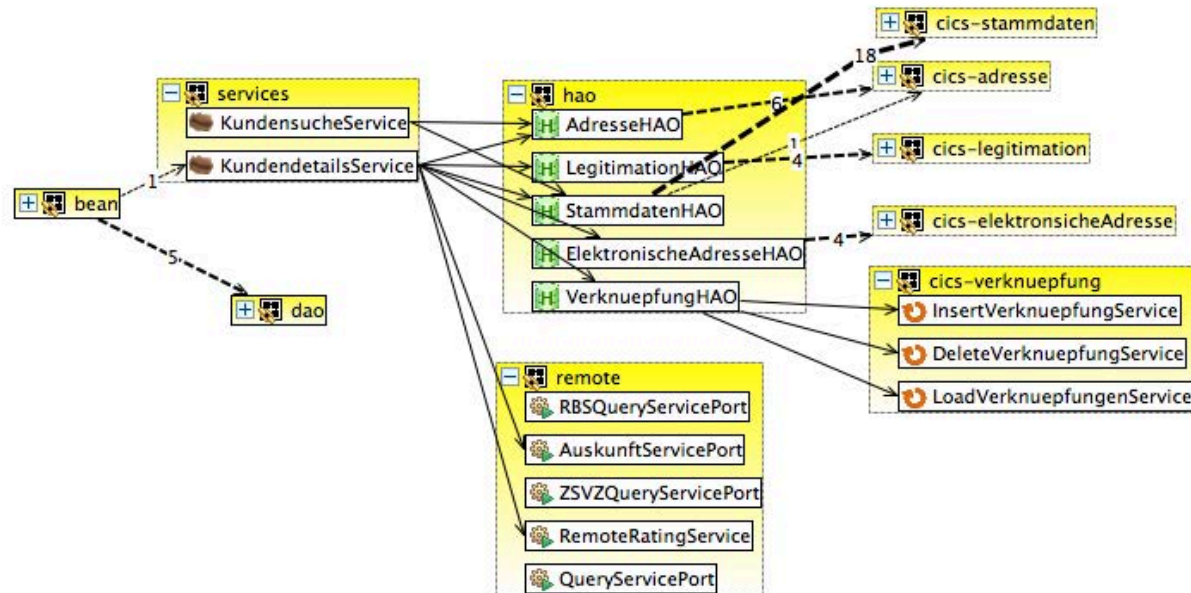 cics-stammdaten
18
cics-adresse
services
hao
6
KundensucheService
AdresseHAO
1
KundendetailsService
LegitimationHAO
4
cics-legitimation
1
bean
StammdatenHAO
cics-elektronsicheAdresse
ElektronischeAdresseHAO
4
5
cics-verknuepfung
dao
VerknuepfungHAO
InsertVerknuepfungService
DeleteVerknuepfungService
remote
LoadVerknuepfungenService
RBSQueryServicePort
AuskunftServicePort
ZSVZQueryServicePort
RemoteRatingService
QueryServicePort